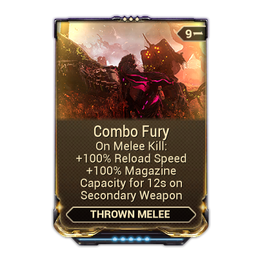 9
Combo Fury
On Melee Kill:
+100% Reload Speed
+100% Magazine
Capacity for 12s on
Secondary Weapon
THROWN MELEE